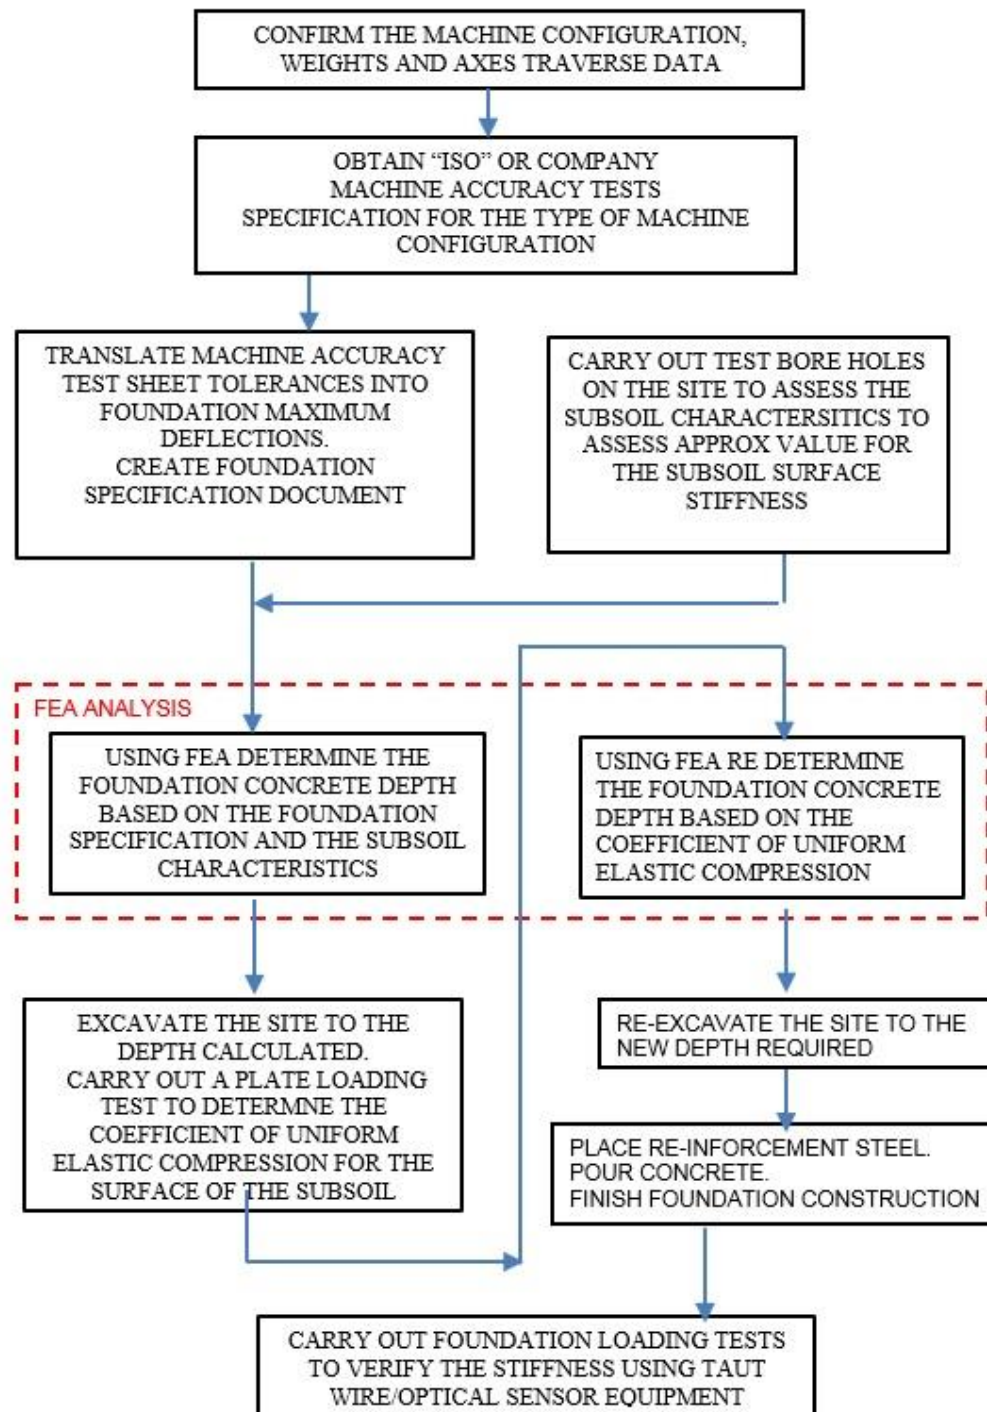 CONFIRM THE MACHINE CONFIGURATION,
WEIGHTS AND AXES TRAVERSE DATA
OBTAIN “ISO” OR COMPANY
MACHINE ACCURACY TESTS
SPECIFICATION FOR THE TYPE OF MACHINE
CONFIGURATION
TRANSLATE MACHINE ACCURACY
TEST SHEET TOLERANCES INTO
FOUNDATION MAXIMUM
DEFLECTIONS.
CREATE FOUNDATION
SPECIFICATION DOCUMENT
CARRY OUT TEST BORE HOLES
ON THE SITE TO ASSESS THE
SUBSOIL CHARACTERSITICS TO
ASSESS APPROX VALUE FOR
THE SUBSOIL SURFACE
STIFFNESS
FEA ANALYSIS
USING FEA DETERMINE THE
FOUNDATION CONCRETE DEPTH
BASED ON THE FOUNDATION
SPECIFICATION AND THE SUBSOIL
CHARACTERISTICS
USING FEA RE DETERMINE
THE FOUNDATION CONCRETE
DEPTH BASED ON THE
COEFFICIENT OF UNIFORM
ELASTIC COMPRESSION
EXCAVATE THE SITE TO THE
DEPTH CALCULATED.
CARRY OUT A PLATE LOADING
TEST TO DETERMNE THE
COEFFICIENT OF UNIFORM
ELASTIC COMPRESSION FOR THE
SURFACE OF THE SUBSOIL
RE-EXCAVATE THE SITE TO THE
NEW DEPTH REQUIRED
PLACE RE-INFORCEMENT STEEL.
POUR CONCRETE.
FINISH FOUNDATION CONSTRUCTION
CARRY OUT FOUNDATION LOADING TESTS
TO VERIFY THE STIFFNESS USING TAUT
WIRE/OPTICAL SENSOR EQUIPMENT